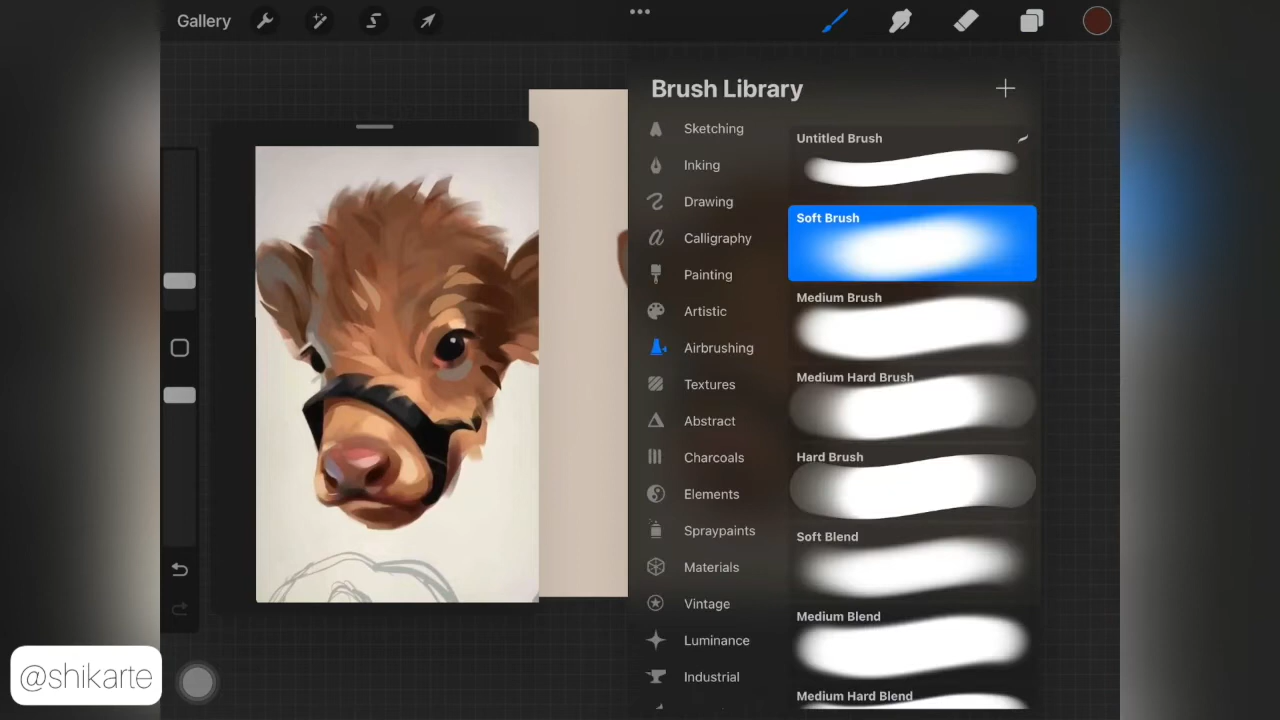 Gallery
Brush Library
Sketching
Inking
Drawing
Calligraphy
Painting
Artistic
Airbrushing
Textures
Abstract
Charcoals
Elements
Spraypaints
Materials
Vintage
Luminance
Industrial
Untitled Brush
Soft Brush
Medium Brush
Medium Hard Brush
Hard Brush
Soft Blend
Medium Blend
Medium Hard Blend
@shikarte